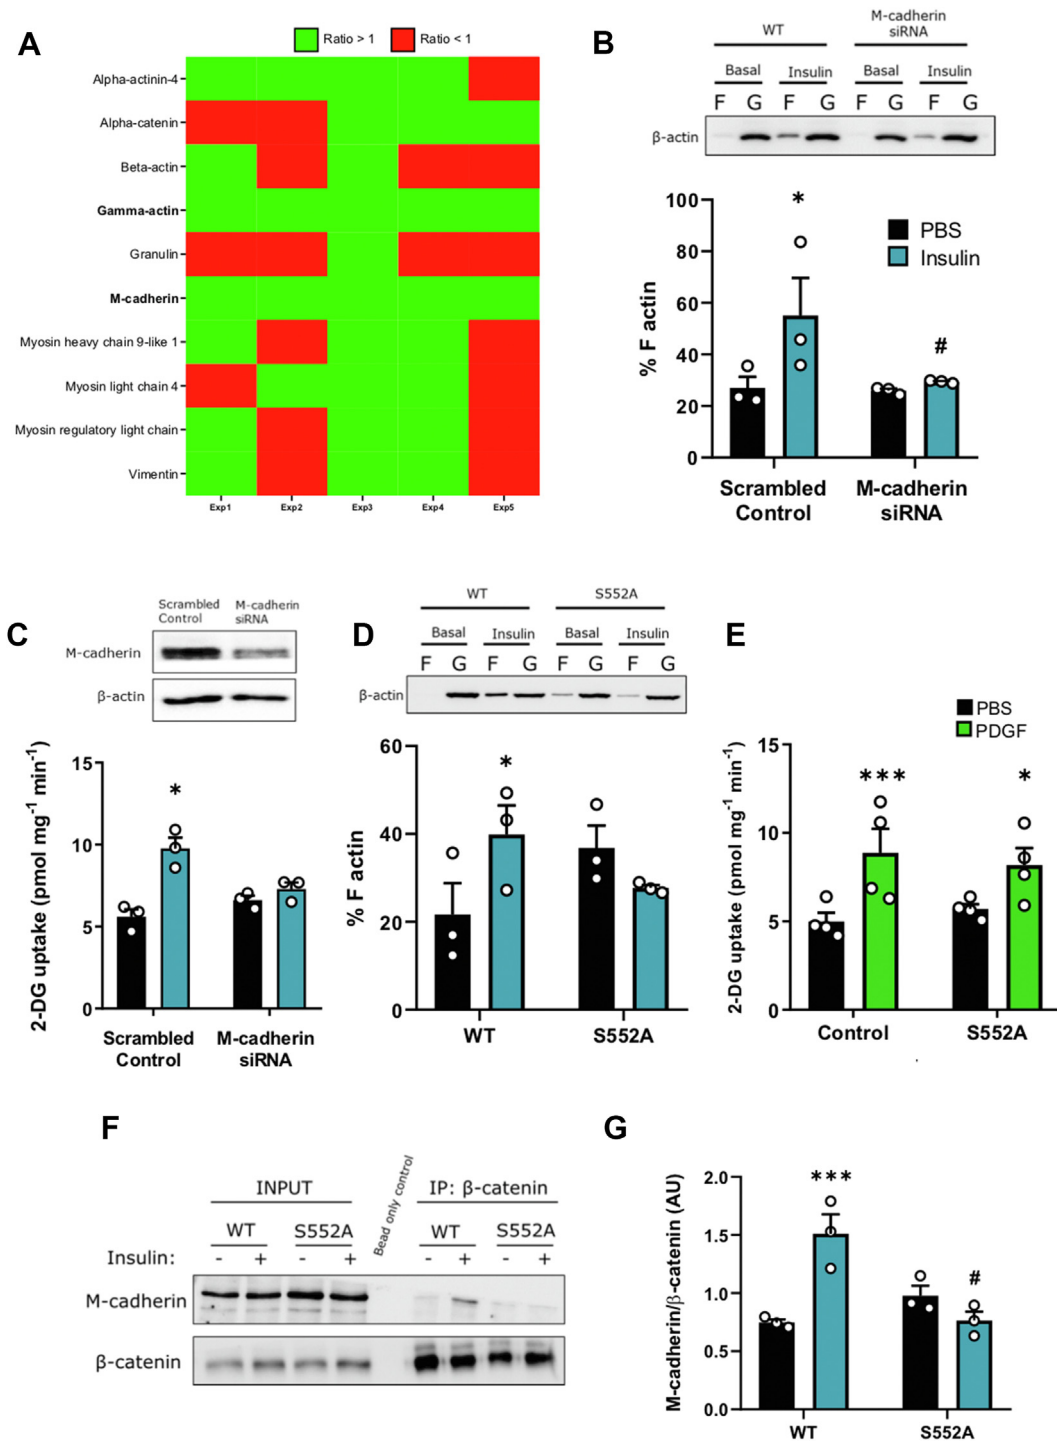 A
Ratio > 1
Ratio < 1
Alpha-actinin-4
Alpha-catenin
Beta-actin
Gamma-actin
Granulin
M-cadherin
Myosin heavy chain 9-like 1
Myosin light chain 4
Myosin regulatory light chain
Vimentin
Exp1 Exp2 Exp3 Exp4 Exp5
B
WT
M-cadherin
siRNA
Basal Insulin Basal Insulin
F G F G F G F G
β-actin
% F actin
100
80
60
40
20
0
*
#
PBS
Insulin
Scrambled
Control
M-cadherin
siRNA
C
Scrambled
Control
M-cadherin
siRNA
M-cadherin
β-actin
2-DG uptake (pmol mg-1 min-1)
15
10
5
0
*
Scrambled
Control
M-cadherin
siRNA
D
WT S552A
Basal Insulin Basal Insulin
F G F G F G F G
β-actin
% F actin
60
40
20
0
*
WT S552A
E
PBS
PDGF
2-DG uptake (pmol mg-1 min-1)
15
10
5
0
***
*
Control S552A
F
INPUT
Bead only control
IP: β-catenin
WT S552A WT S552A
Insulin: - + - + - + - +
M-cadherin
β-catenin
G
M-cadherin/β-catenin (AU)
2.0
1.5
1.0
0.5
0.0
***
#
WT S552A